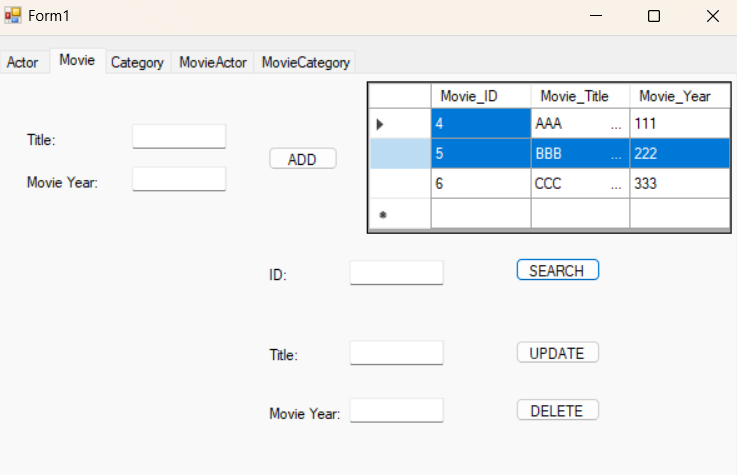 Form1
Actor Movie Category MovieActor MovieCategory
Movie_ID Movie_Title Movie_Year
4 AAA ... 111
5 BBB ... 222
6 CCC ... 333
Title:
ADD
Movie Year:
ID:
SEARCH
Title:
UPDATE
Movie Year:
DELETE